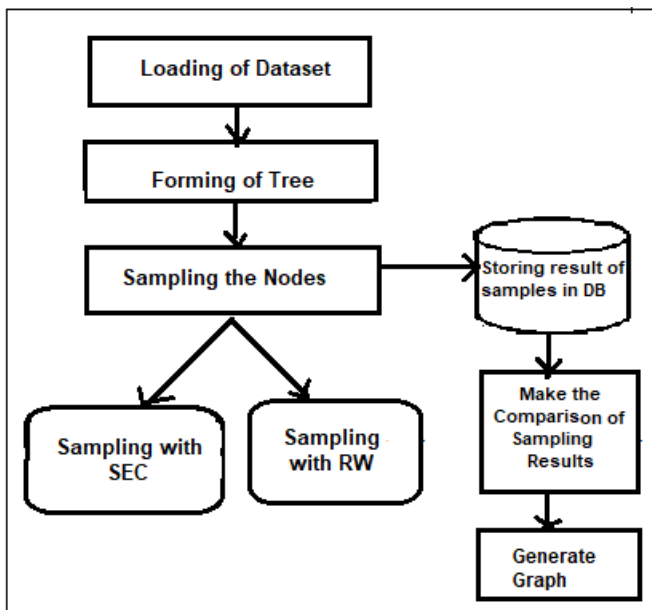 Loading of Dataset
Forming of Tree
Sampling the Nodes
Storing result of
samples in DB
Sampling with
SEC
Sampling
with RW
Make the
Comparison of
Sampling
Results
Generate
Graph